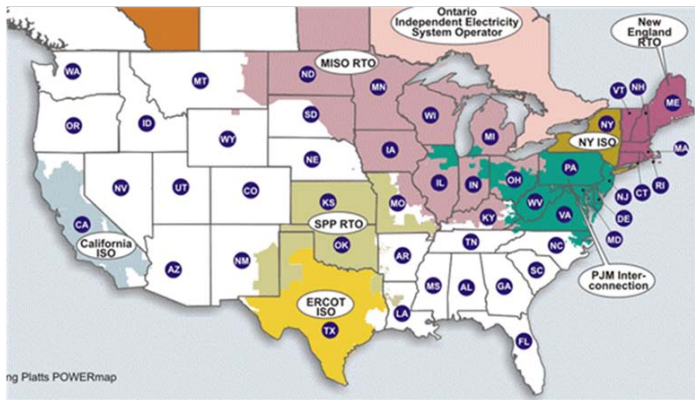 Ontario
Independent Electricity
System Operator
New
England
RTO
MISO RTO
WA
MT
ND
MN
VT
NH
ME
OR
ID
SD
WI
MI
NY
NY ISO
MA
WY
IA
NE
PA
NV
UT
CO
IL
IN
OH
WV
NJ
CT
RI
KS
MO
KY
VA
DE
MD
CA
California
ISO
SPP RTO
OK
TN
NC
PJM Inter-
connection
AZ
NM
AR
SC
ERCOT
ISO
TX
MS
AL
GA
LA
FL
ng Platts POWERmap